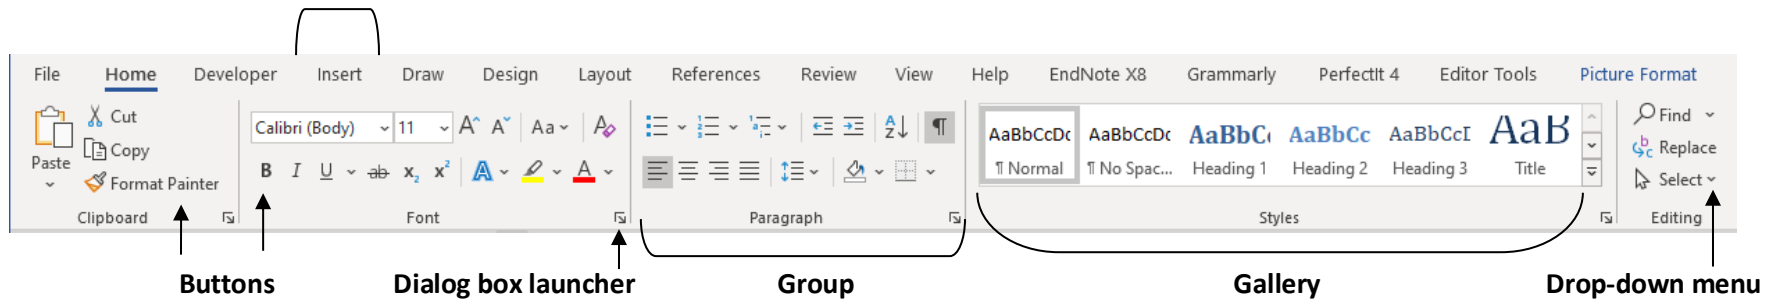 File Home Developer Insert Draw Design Layout References Review View Help EndNote X8 Grammarly PerfectIt 4 Editor Tools Picture Format
Paste
Cut
Copy
Format Painter
Clipboard
Calibri (Body) 11 A A Aa A
B I U ab x₂ x² A A
Font
Paragraph
AaBbCcDc AaBbCcDc AaBbC AaBbCc AaBbCcI AaB
¶ Normal ¶ No Spac... Heading 1 Heading 2 Heading 3 Title
Styles
Find
Replace
Select
Editing
Buttons Dialog box launcher Group Gallery Drop-down menu